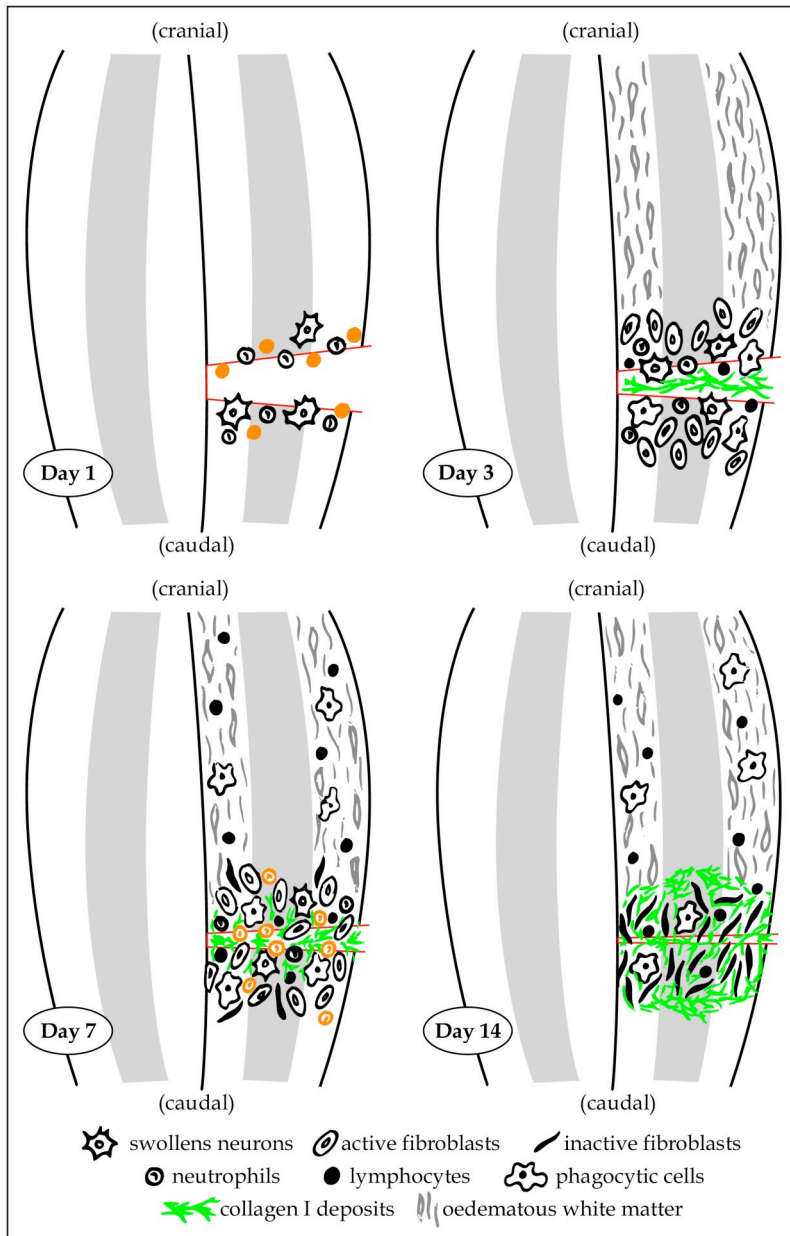 (cranial)
(cranial)
Day 1
Day 3
(caudal)
(caudal)
(cranial)
(cranial)
Day 7
Day 14
(caudal)
(caudal)
swollens neurons
active fibroblasts
inactive fibroblasts
neutrophils
lymphocytes
phagocytic cells
collagen I deposits
oedematous white matter